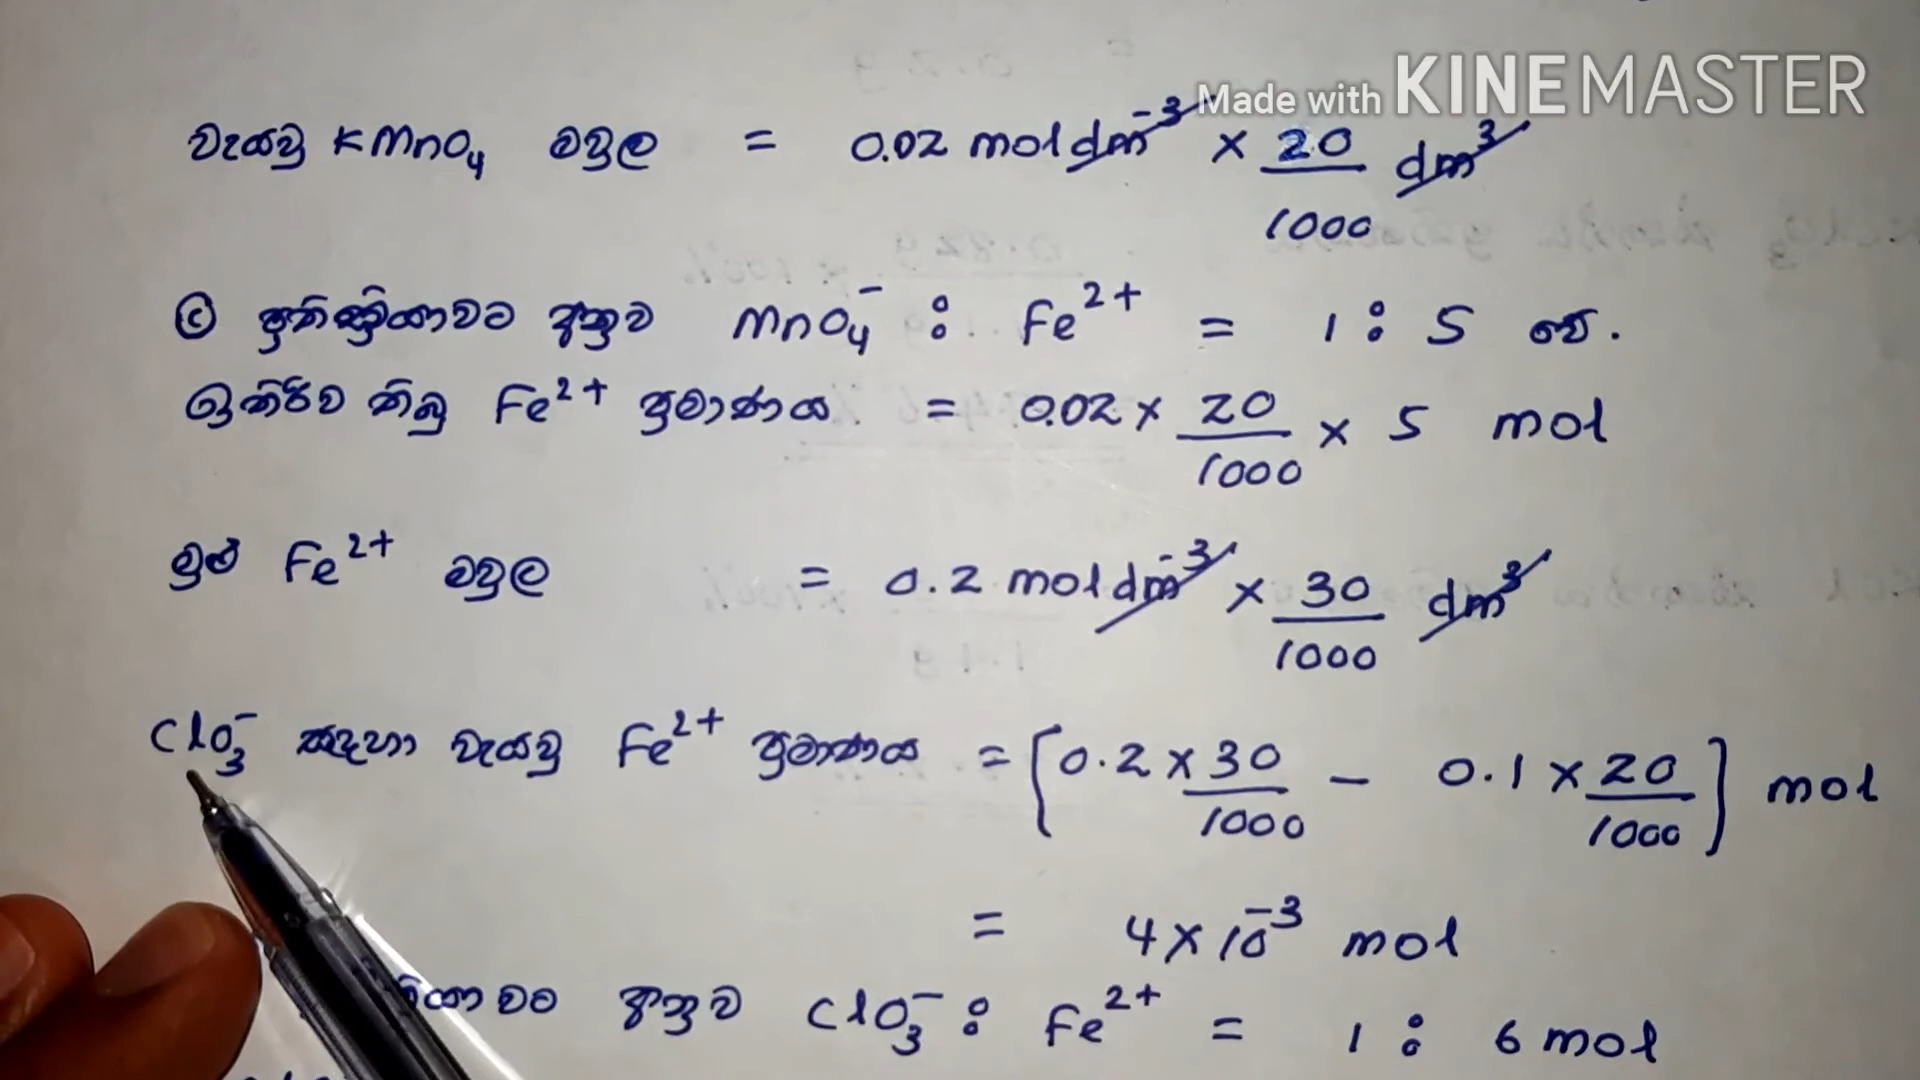 Made with KINEMASTER
වැයවු KMnO₄ මවුල = 0.02 mol dm⁻³ × 20/1000 dm³
ⓒ ප්‍රතික්‍රියාවට අනුව MnO₄⁻ : Fe²⁺ = 1 : 5 වේ.
ඉතිරිව තිබු Fe²⁺ ප්‍රමාණය = 0.02 × 20/1000 × 5 mol
මුළු Fe²⁺ මවුල = 0.2 mol dm⁻³ × 30/1000 dm³
ClO₃⁻ සඳහා වැයවු Fe²⁺ ප්‍රමාණය = [0.2 × 30/1000 − 0.1 × 20/1000] mol
= 4 × 10⁻³ mol
අනුව ClO₃⁻ : Fe²⁺ = 1 : 6 mol